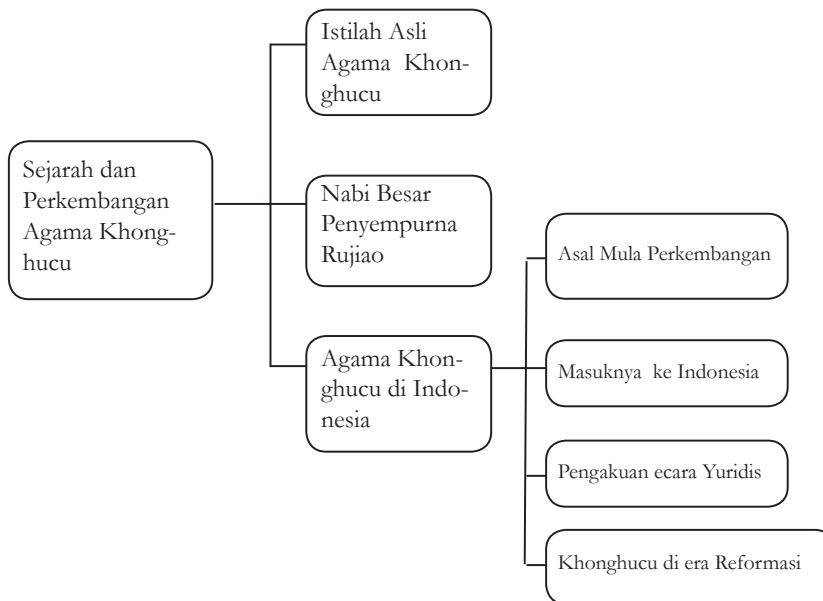 Sejarah dan
Perkembangan
Agama Khong-
hucu
Istilah Asli
Agama Khon-
ghucu
Nabi Besar
Penyempurna
Rujiao
Agama Khon-
ghucu di Indo-
nesia
Asal Mula Perkembangan
Masuknya ke Indonesia
Pengakuan ecara Yuridis
Khonghucu di era Reformasi